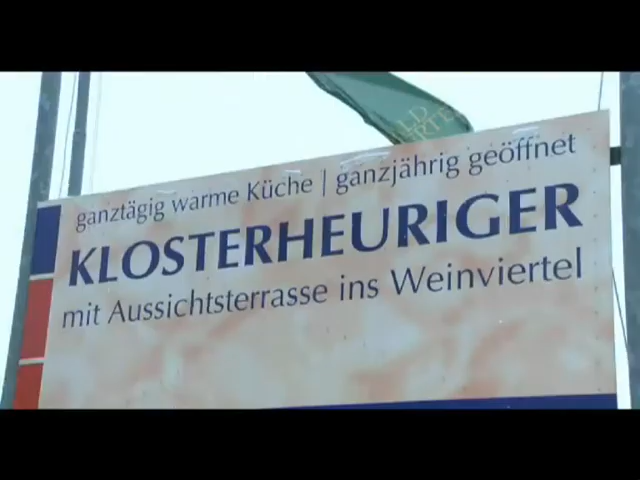 ganztägig warme Küche | ganzjährig geöffnet
KLOSTERHEURIGER
mit Aussichtsterrasse ins Weinviertel